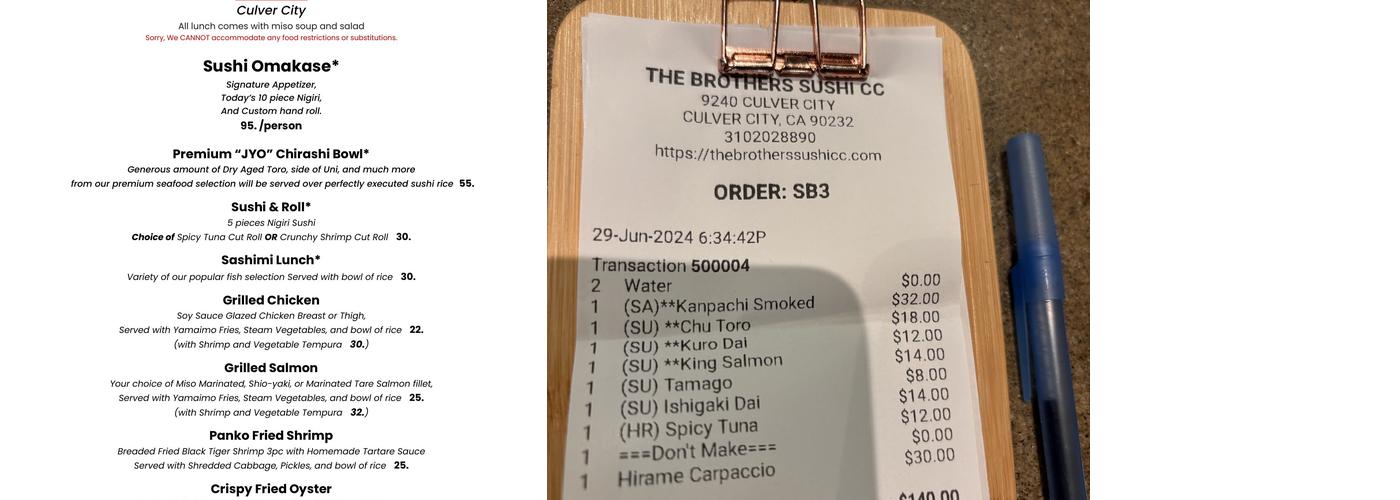 Culver City
All lunch comes with miso soup and salad
Sorry, We CANNOT accommodate any food restrictions or substitutions.
Sushi Omakase*
Signature Appetizer,
Today's 10 piece Nigiri,
And Custom hand roll.
95. /person
Premium “JYO” Chirashi Bowl*
Generous amount of Dry Aged Toro, side of Uni, and much more
from our premium seafood selection will be served over perfectly executed sushi rice 55.
Sushi & Roll*
5 pieces Nigiri Sushi
Choice of Spicy Tuna Cut Roll OR Crunchy Shrimp Cut Roll 30.
Sashimi Lunch*
Variety of our popular fish selection Served with bowl of rice 30.
Grilled Chicken
Soy Sauce Glazed Chicken Breast or Thigh,
Served with Yamaimo Fries, Steam Vegetables, and bowl of rice 22.
(with Shrimp and Vegetable Tempura 30.)
Grilled Salmon
Your choice of Miso Marinated, Shio-yaki, or Marinated Tare Salmon fillet,
Served with Yamaimo Fries, Steam Vegetables, and bowl of rice 25.
(with Shrimp and Vegetable Tempura 32.)
Panko Fried Shrimp
Breaded Fried Black Tiger Shrimp 3pc with Homemade Tartare Sauce
Served with Shredded Cabbage, Pickles, and bowl of rice 25.
Crispy Fried Oyster
THE BROTHERS SUSHI CC
9240 CULVER CITY
CULVER CITY, CA 90232
3102028890
https://thebrotherssushicc.com
ORDER: SB3
29-Jun-2024 6:34:42P
Transaction 500004
2 Water $0.00
1 (SA)**Kanpachi Smoked $32.00
1 (SU) **Chu Toro $18.00
1 (SU) **Kuro Dai $12.00
1 (SU) **King Salmon $14.00
1 (SU) Tamago $8.00
1 (SU) Ishigaki Dai $14.00
1 (HR) Spicy Tuna $12.00
1 ===Don't Make=== $0.00
1 Hirame Carpaccio $30.00
$140.00